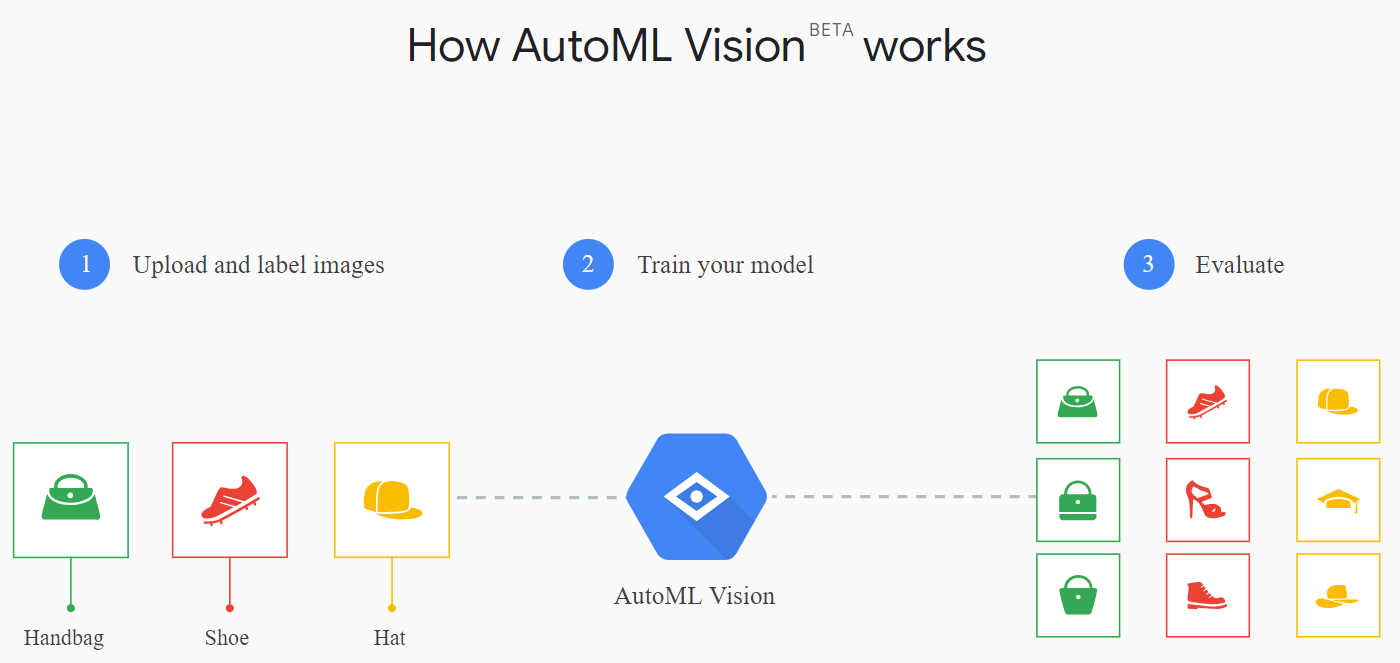 How AutoML Vision BETA works
1 Upload and label images
2 Train your model
3 Evaluate
AutoML Vision
Handbag
Shoe
Hat